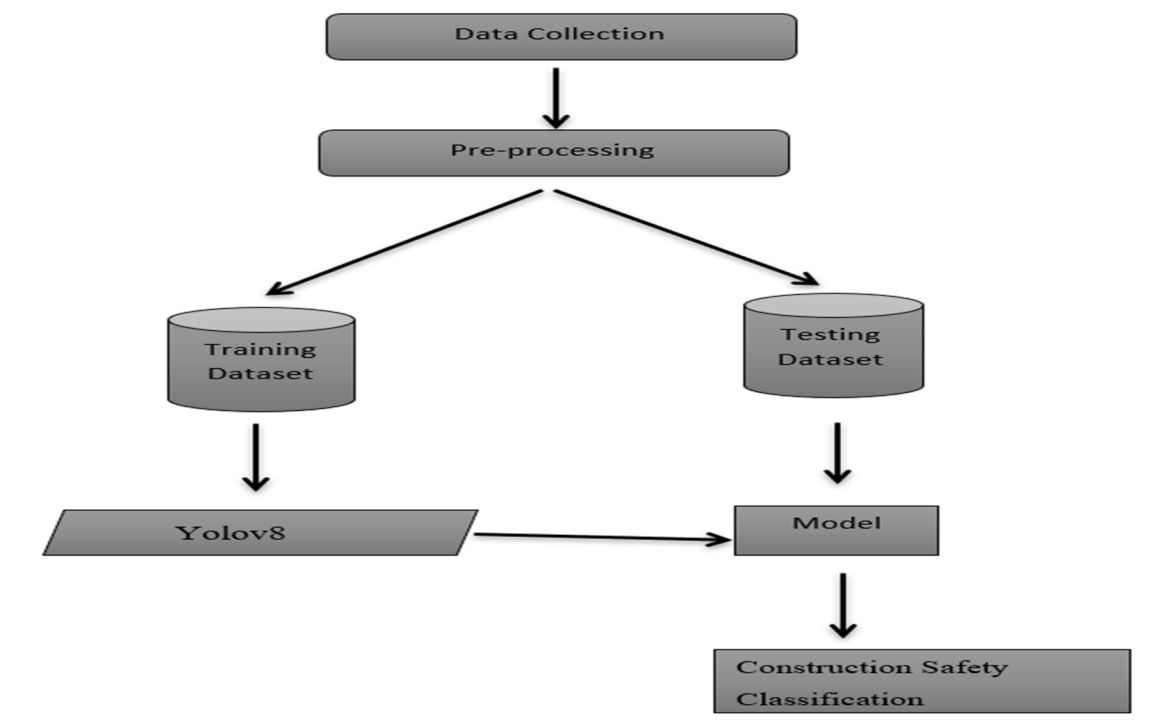 Data Collection
Pre-processing
Training
Dataset
Testing
Dataset
Yolov8
Model
Construction Safety
Classification